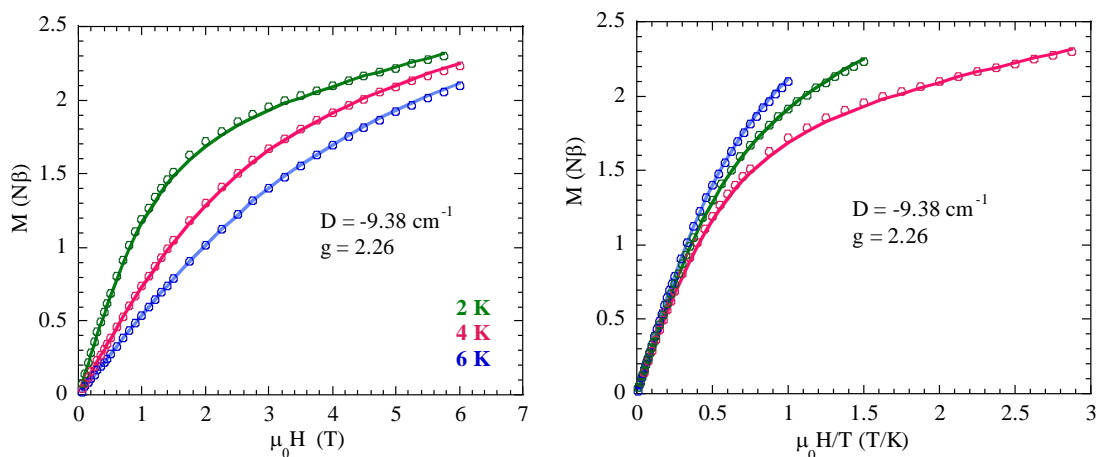 2.5
2
1.5
1
0.5
0
M (Nβ)
D = -9.38 cm⁻¹
g = 2.26
2 K
4 K
6 K
0 1 2 3 4 5 6 7
μ₀H (T)
2.5
2
1.5
1
0.5
0
M (Nβ)
D = -9.38 cm⁻¹
g = 2.26
0 0.5 1 1.5 2 2.5 3
μ₀H/T (T/K)